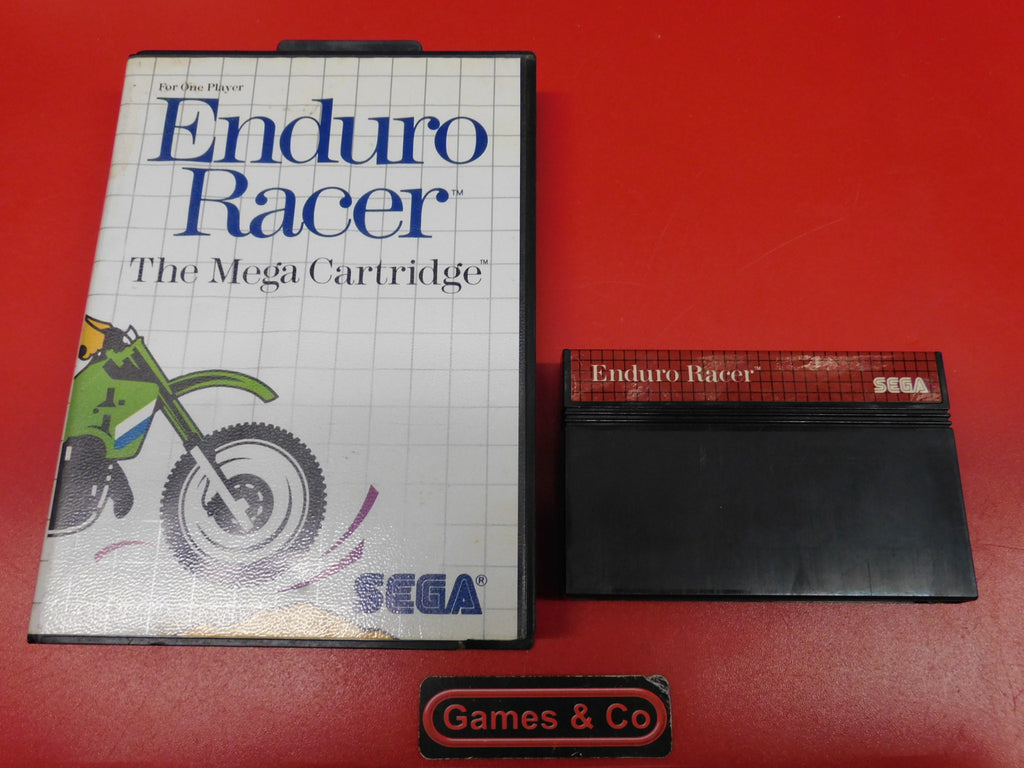 For One Player
Enduro
Racer™
The Mega Cartridge™
SEGA®
Enduro Racer™
SEGA
Games & Co